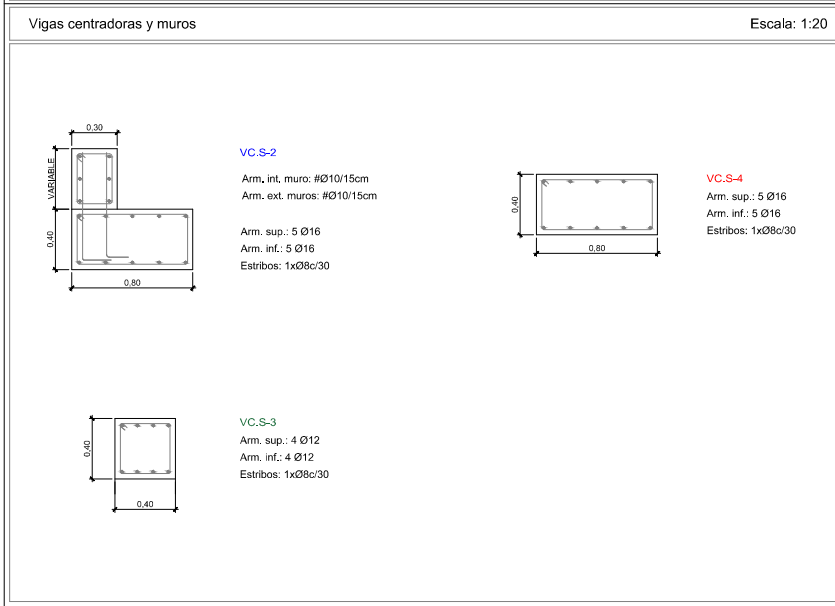 Vigas centradoras y muros
Escala: 1:20
0,30
VARIABLE
0,40
0,80
VC.S-2
Arm. int. muro: #Ø10/15cm
Arm. ext. muros: #Ø10/15cm
Arm. sup.: 5 Ø16
Arm. inf.: 5 Ø16
Estribos: 1xØ8c/30
0,40
0,80
VC.S-4
Arm. sup.: 5 Ø16
Arm. inf.: 5 Ø16
Estribos: 1xØ8c/30
0,40
0,40
VC.S-3
Arm. sup.: 4 Ø12
Arm. inf.: 4 Ø12
Estribos: 1xØ8c/30